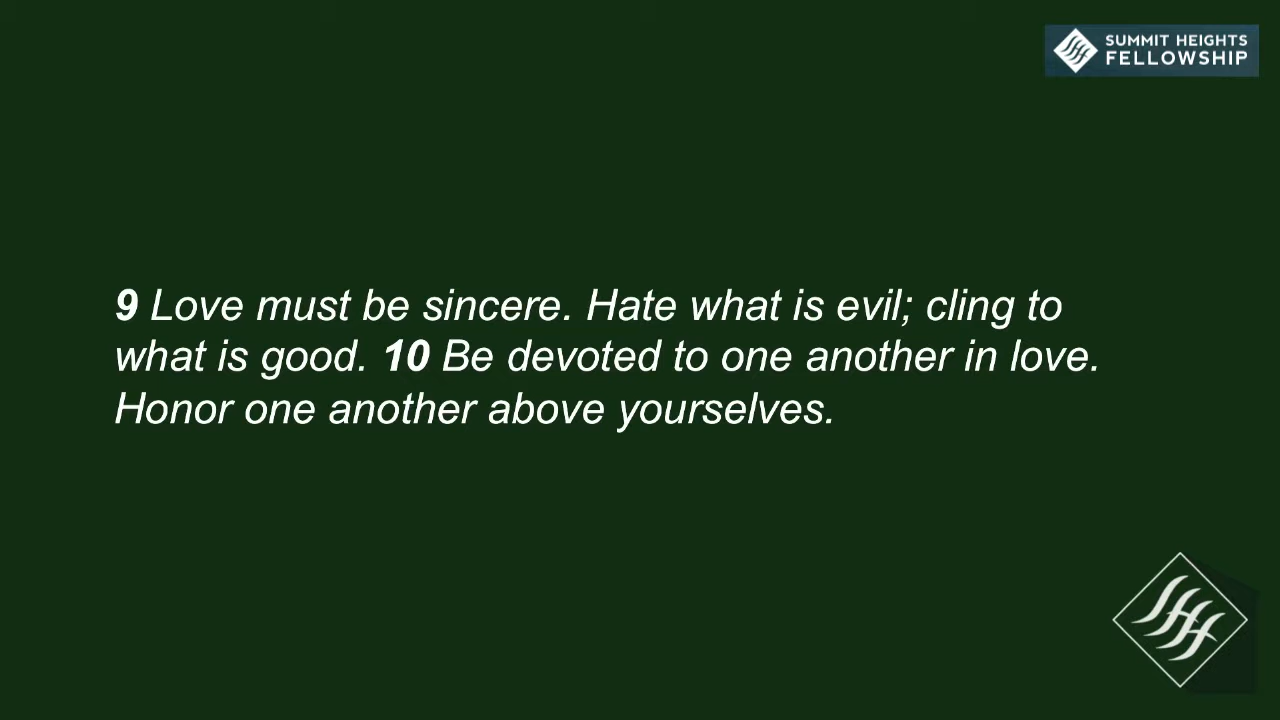 SUMMIT HEIGHTS
FELLOWSHIP
9 Love must be sincere. Hate what is evil; cling to
what is good. 10 Be devoted to one another in love.
Honor one another above yourselves.